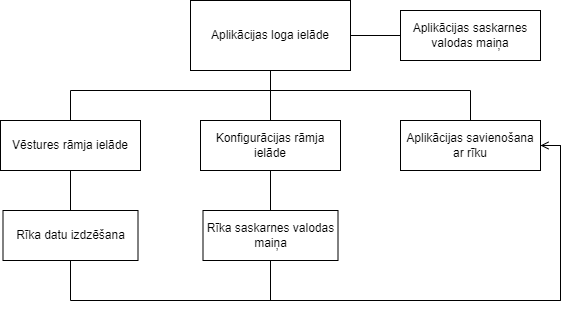 Aplikācijas loga ielāde
Aplikācijas saskarnes
valodas maiņa
Vēstures rāmja ielāde
Konfigurācijas rāmja
ielāde
Aplikācijas savienošana
ar rīku
Rīka datu izdzēšana
Rīka saskarnes valodas
maiņa